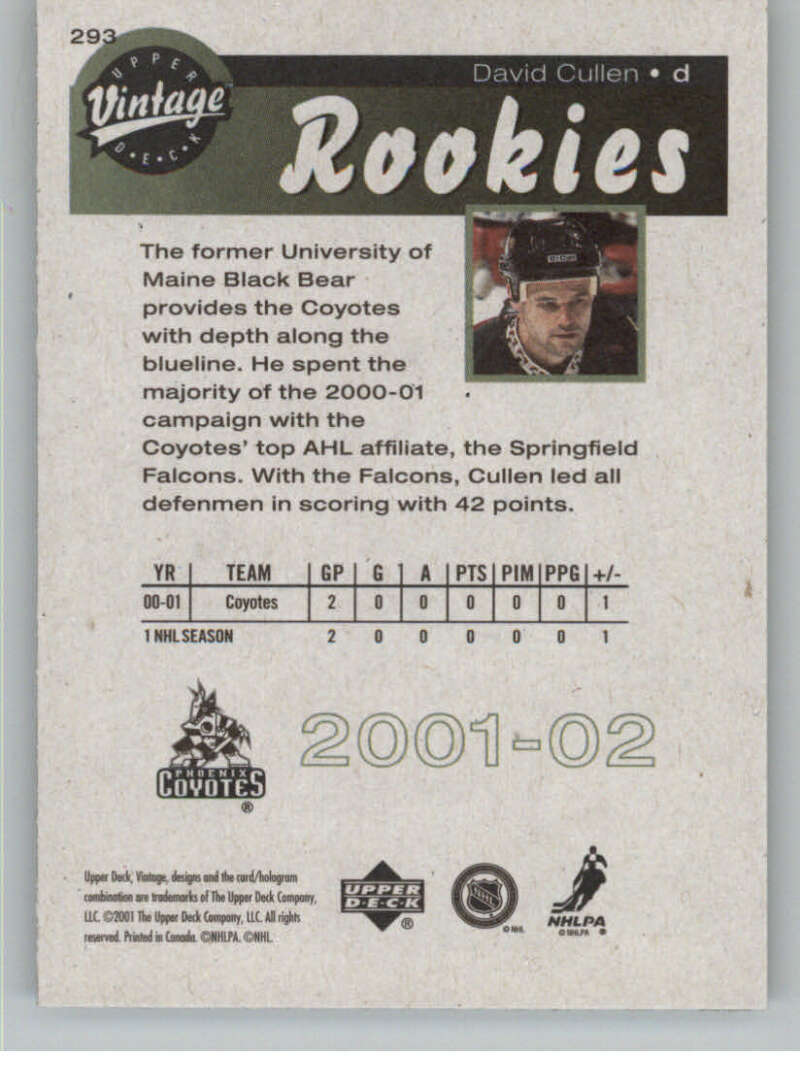 293
UPPER
Vintage
D•E•C•K
David Cullen • d
Rookies
The former University of
Maine Black Bear
provides the Coyotes
with depth along the
blueline. He spent the
majority of the 2000-01
campaign with the
Coyotes' top AHL affiliate, the Springfield
Falcons. With the Falcons, Cullen led all
defenmen in scoring with 42 points.
YR TEAM GP G A PTS PIM PPG +/-
00-01 Coyotes 2 0 0 0 0 0 1
1 NHL SEASON 2 0 0 0 0 0 1
PHOENIX
COYOTES
®
2001-02
Upper Deck, Vintage, designs and the card/hologram
combination are trademarks of The Upper Deck Company,
LLC. ©2001 The Upper Deck Company, LLC. All rights
reserved. Printed in Canada. ©NHLPA. ©NHL.
UPPER
D•E•C•K
®
NHL
© NHL
NHLPA
© NHLPA ®